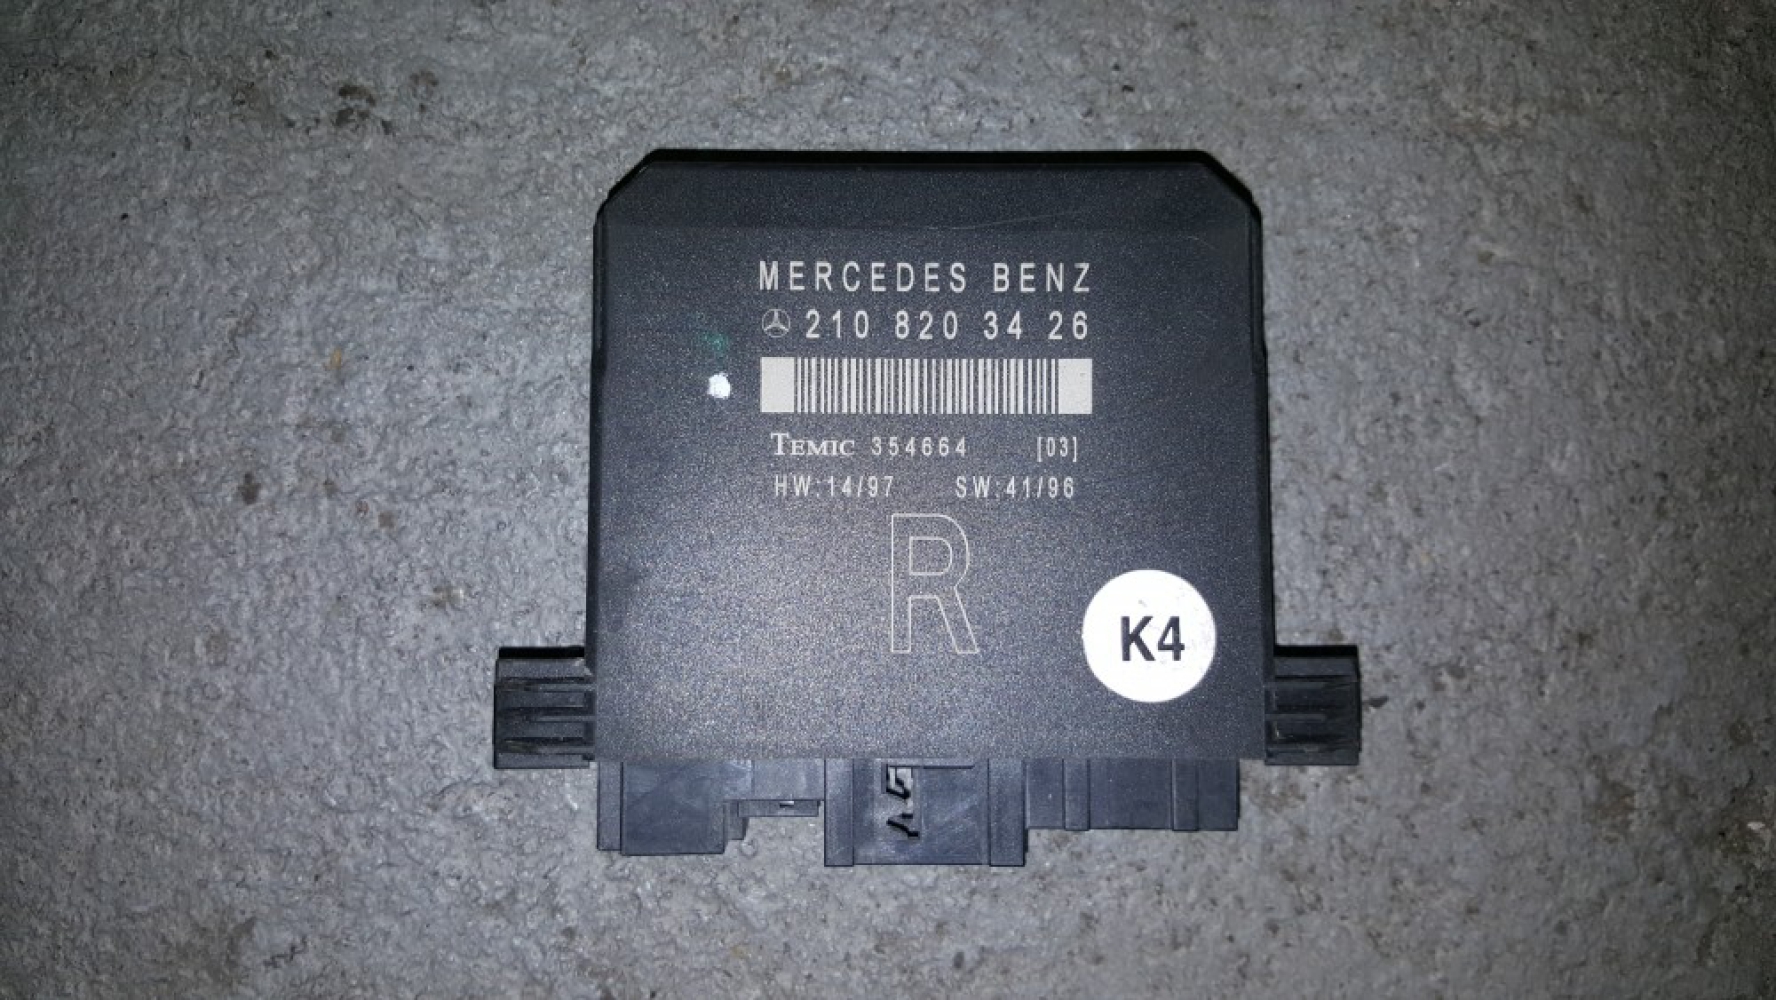 MERCEDES BENZ
210 820 34 26
TEMIC 354664 [03]
HW:14/97 SW:41/96
R
K4